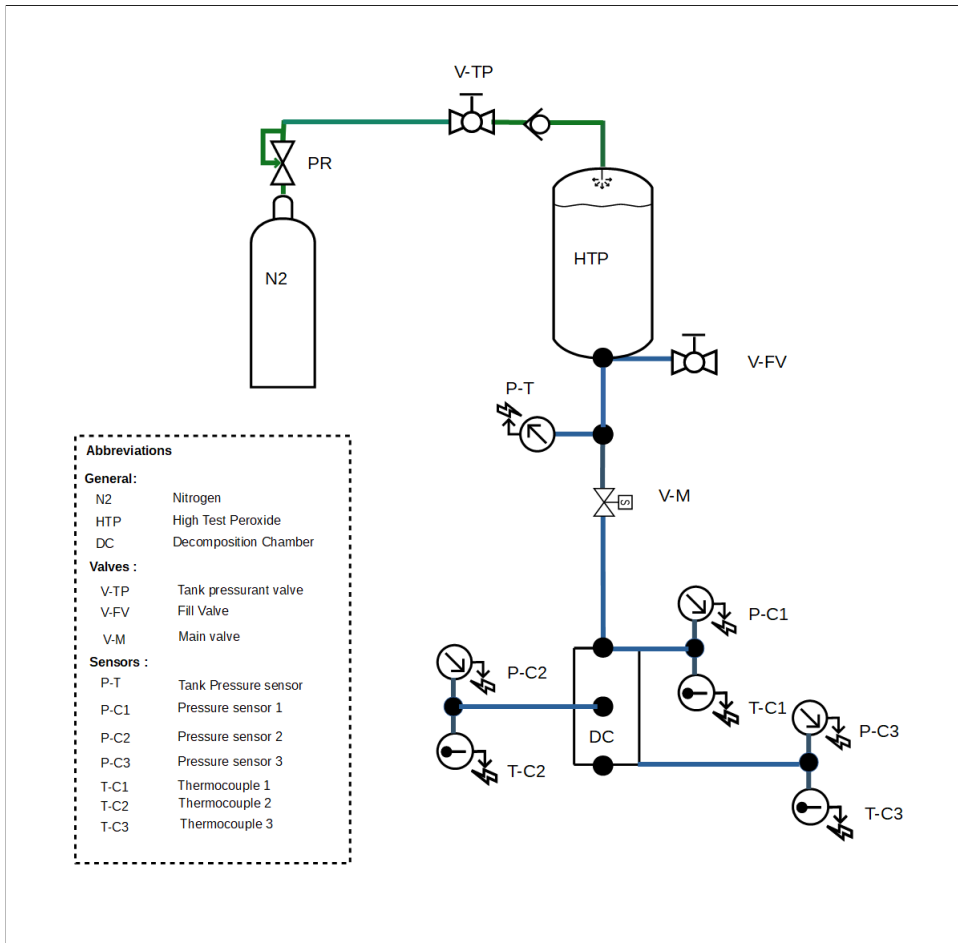 V-TP
PR
N2
HTP
V-FV
P-T
V-M
S
P-C1
P-C2
T-C1
DC
P-C3
T-C2
T-C3
Abbreviations
General:
N2 Nitrogen
HTP High Test Peroxide
DC Decomposition Chamber
Valves :
V-TP Tank pressurant valve
V-FV Fill Valve
V-M Main valve
Sensors :
P-T Tank Pressure sensor
P-C1 Pressure sensor 1
P-C2 Pressure sensor 2
P-C3 Pressure sensor 3
T-C1 Thermocouple 1
T-C2 Thermocouple 2
T-C3 Thermocouple 3